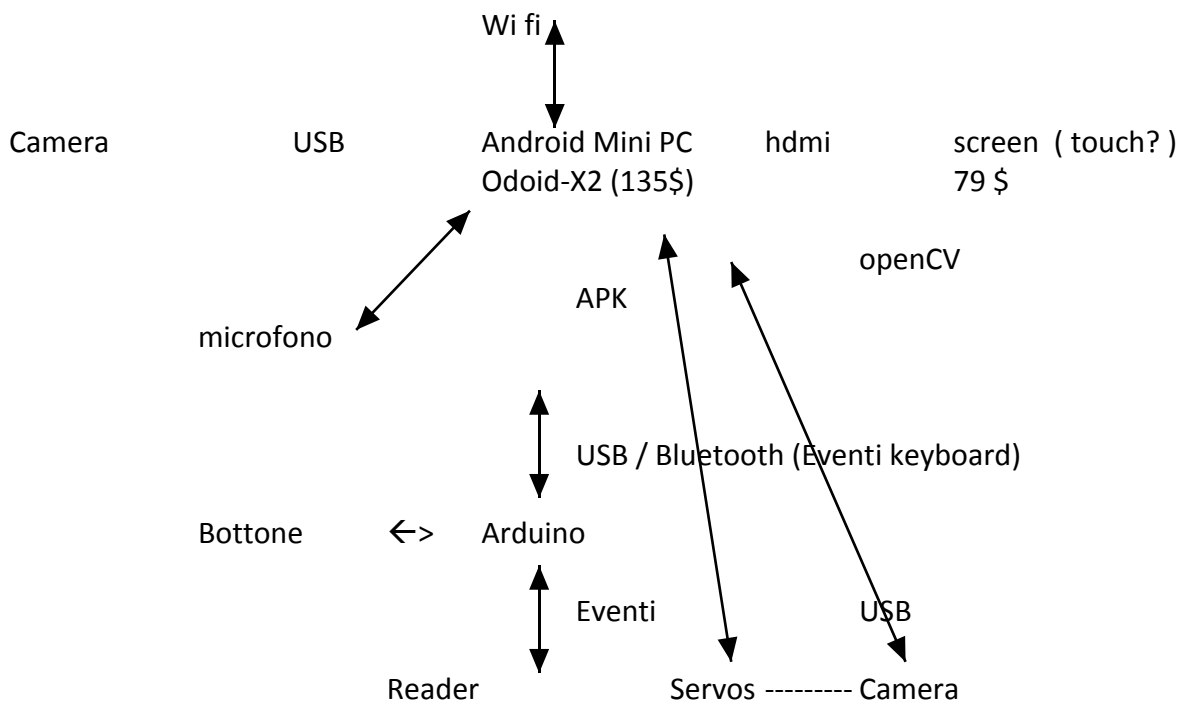 Wi fi
Camera USB Android Mini PC hdmi screen ( touch? )
Odoid-X2 (135$) 79 $
openCV
APK
microfono
USB / Bluetooth (Eventi keyboard)
Bottone ←> Arduino
Eventi USB
Reader Servos --------- Camera